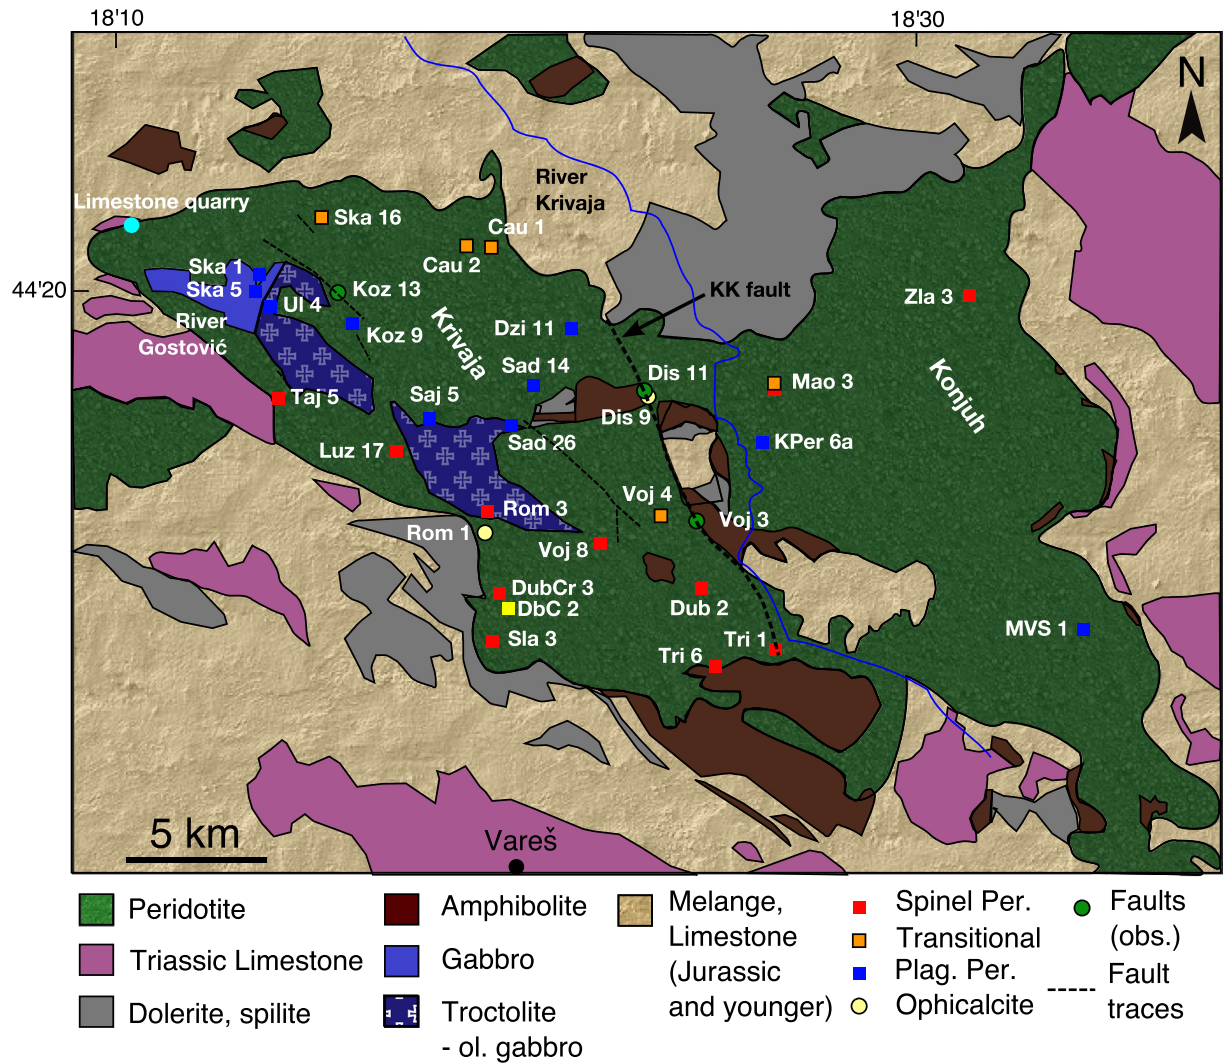 18'10
18'30
N
River
Krivaja
Limestone quarry
Ska 16
Cau 1
Cau 2
Ska 1
Ska 5
Ul 4
Koz 13
44'20
KK fault
Zla 3
River
Gostović
Koz 9
Krivaja
Dzi 11
Sad 14
Dis 11
Mao 3
Konjuh
Taj 5
Saj 5
Dis 9
Sad 26
KPer 6a
Luz 17
Voj 4
Rom 3
Voj 3
Rom 1
Voj 8
DubCr 3
DbC 2
Dub 2
Sla 3
Tri 1
MVS 1
Tri 6
5 km
Vareš
Peridotite
Triassic Limestone
Dolerite, spilite
Amphibolite
Gabbro
Troctolite
- ol. gabbro
Melange,
Limestone
(Jurassic
and younger)
Spinel Per.
Transitional
Plag. Per.
Ophicalcite
Faults
(obs.)
Fault
traces